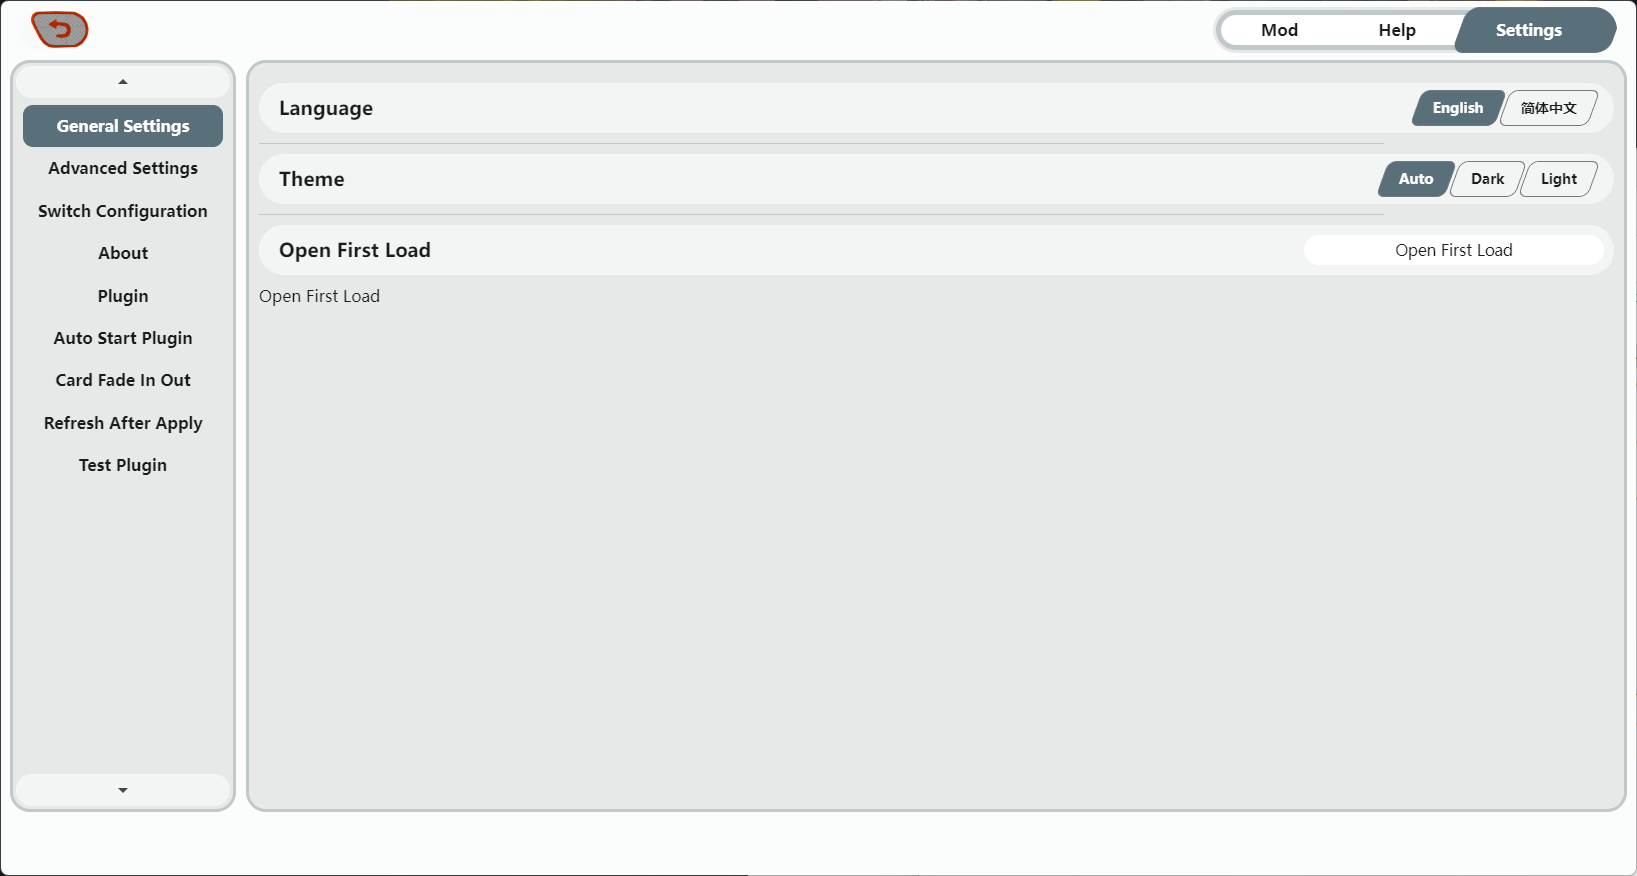 Mod
Help
Settings
General Settings
Advanced Settings
Switch Configuration
About
Plugin
Auto Start Plugin
Card Fade In Out
Refresh After Apply
Test Plugin
Language
English
简体中文
Theme
Auto
Dark
Light
Open First Load
Open First Load
Open First Load